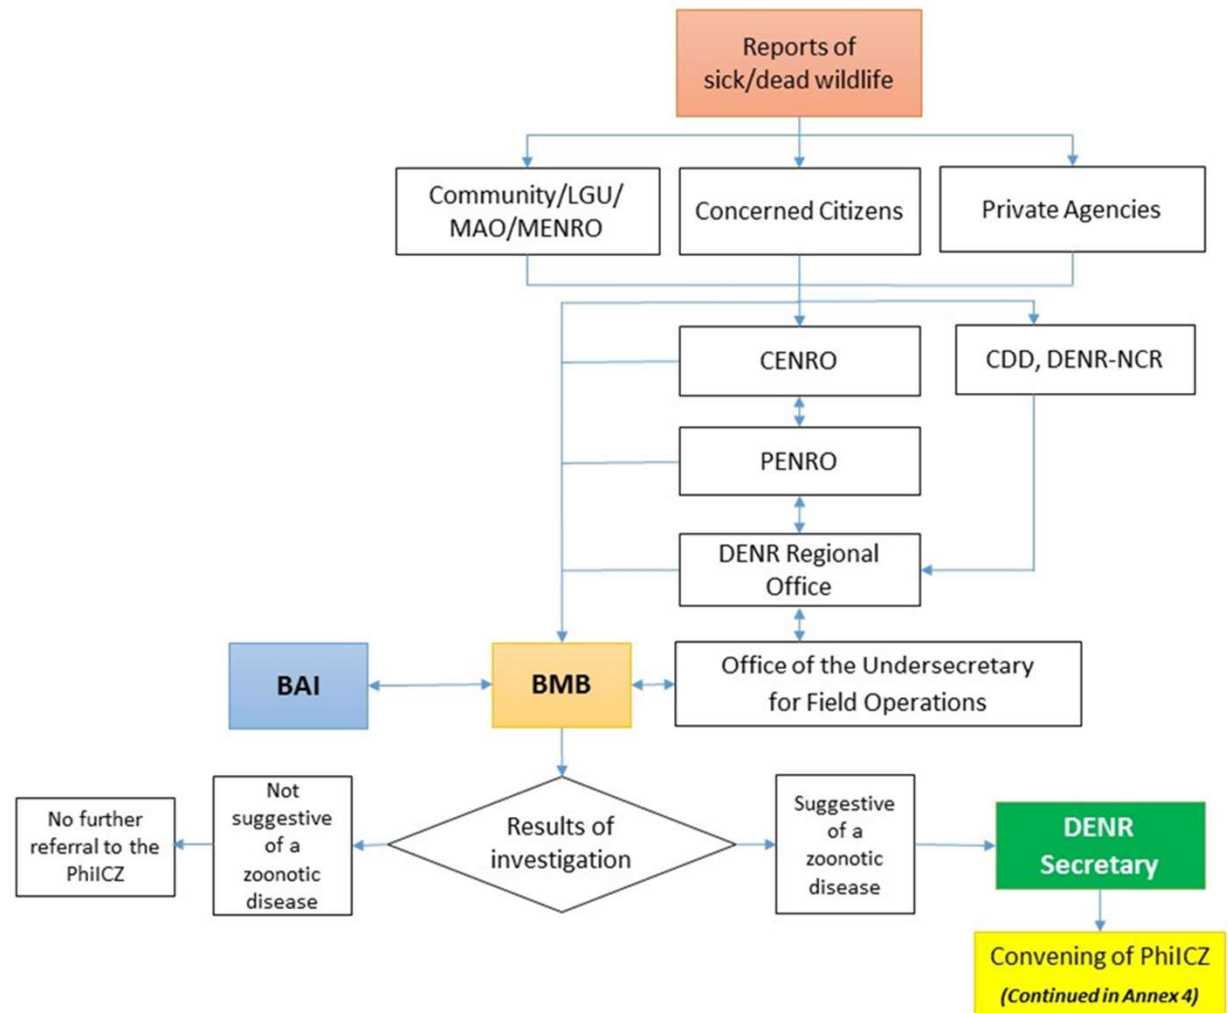 Reports of
sick/dead wildlife
Community/LGU/
MAO/MENRO
Concerned Citizens
Private Agencies
CENRO
CDD, DENR-NCR
PENRO
DENR Regional
Office
BAI
BMB
Office of the Undersecretary
for Field Operations
No further
referral to the
PhilICZ
Not
suggestive
of a
zoonotic
disease
Results of
investigation
Suggestive
of a
zoonotic
disease
DENR
Secretary
Convening of PhilICZ
(Continued in Annex 4)